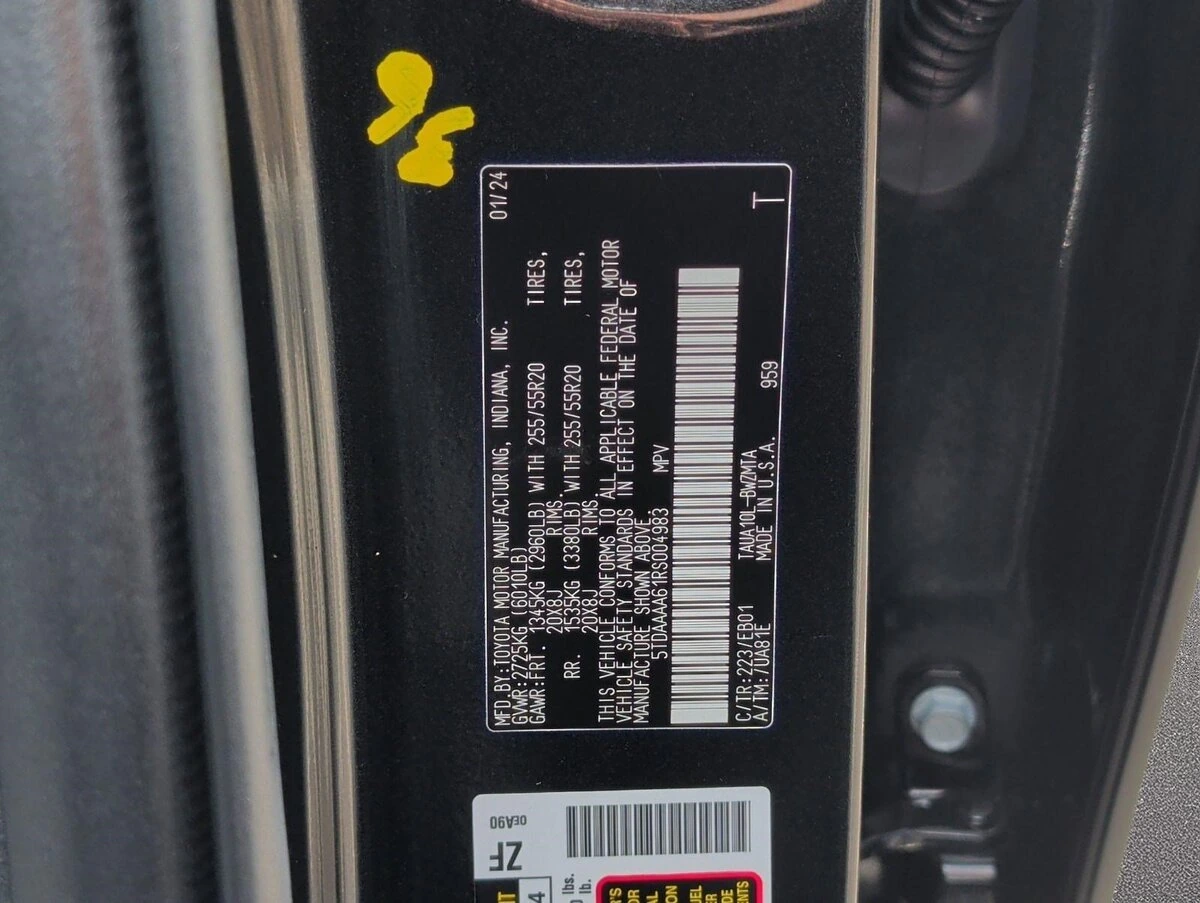 MFD.BY:TOYOTA MOTOR MANUFACTURING, INDIANA, INC. 01/24
GVWR:2725KG (6010LB)
GAWR:FRT. 1345KG (2960LB) WITH 255/55R20 TIRES,
20X8J RIMS.
RR. 1535KG (3380LB) WITH 255/55R20 TIRES,
20X8J RIMS.
THIS VEHICLE CONFORMS TO ALL APPLICABLE FEDERAL MOTOR
VEHICLE SAFETY STANDARDS IN EFFECT ON THE DATE OF
MANUFACTURE SHOWN ABOVE.
5TDAAAA61RS004983 MPV
C/TR:223/EB01 TAUA10L-BWZMTA 959
A/TM:7UA81E MADE IN U.S.A. T
0EA90
ZF
4
lbs.
lb.